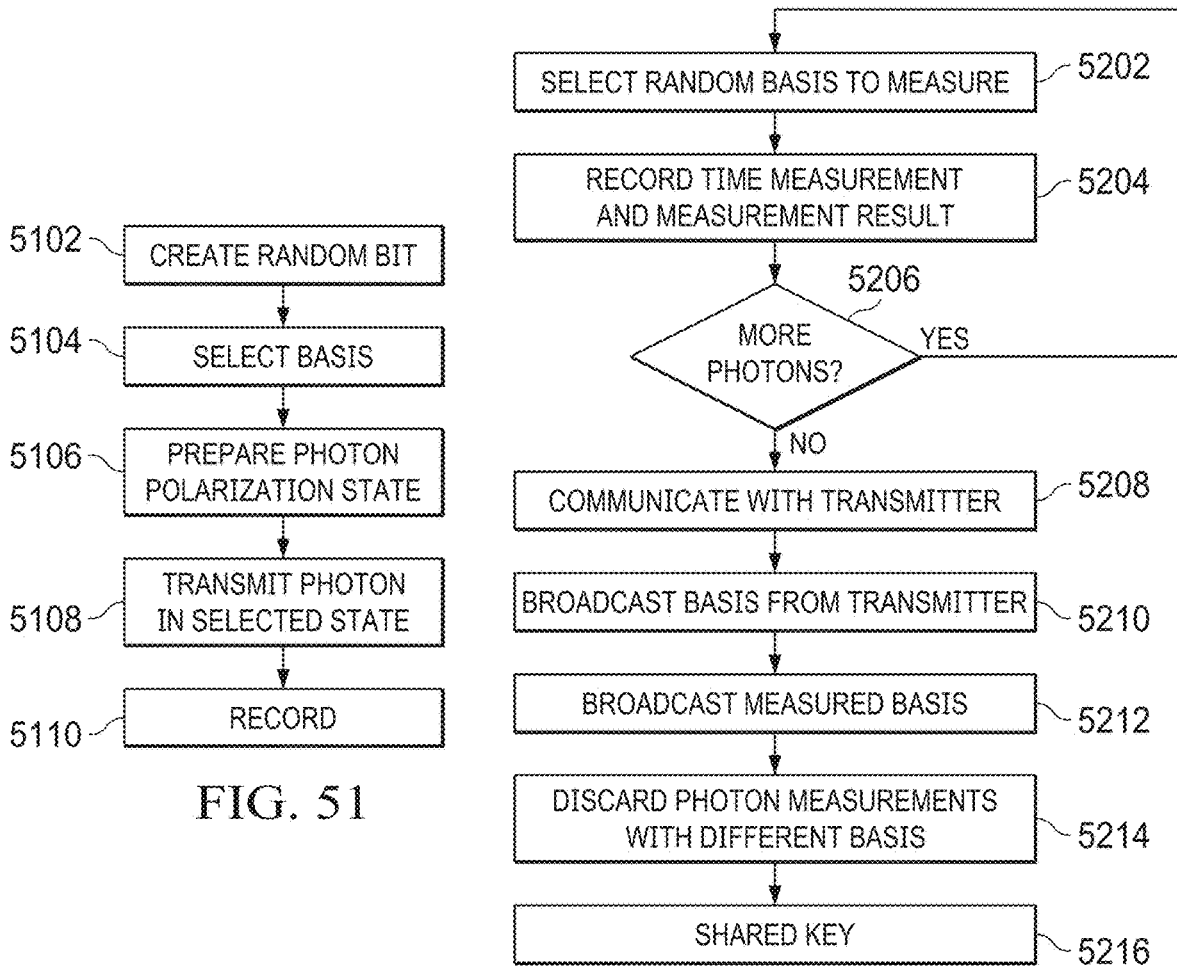 5102
CREATE RANDOM BIT
5104
SELECT BASIS
5106
PREPARE PHOTON
POLARIZATION STATE
5108
TRANSMIT PHOTON
IN SELECTED STATE
5110
RECORD
FIG. 51
SELECT RANDOM BASIS TO MEASURE
5202
RECORD TIME MEASUREMENT
AND MEASUREMENT RESULT
5204
5206
MORE
PHOTONS?
YES
NO
COMMUNICATE WITH TRANSMITTER
5208
BROADCAST BASIS FROM TRANSMITTER
5210
BROADCAST MEASURED BASIS
5212
DISCARD PHOTON MEASUREMENTS
WITH DIFFERENT BASIS
5214
SHARED KEY
5216